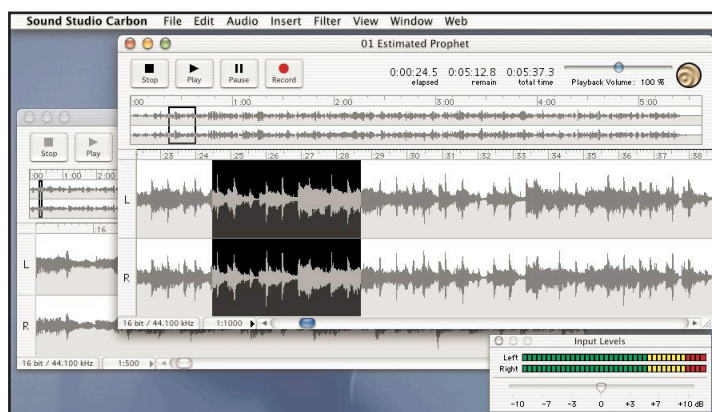 Sound Studio Carbon File Edit Audio Insert Filter View Window Web
01 Estimated Prophet
Stop Play Pause Record
0:00:24.5 0:05:12.8 0:05:37.3
elapsed remain total time
Playback Volume: 100 %
:00 1:00 2:00 3:00 4:00 5:00
:23 :24 :25 :26 :27 :28 :29 :30 :31 :32 :33 :34 :35 :36 :37 :38
L
R
16 bit / 44.100 kHz 1:1000
Stop Play
:00 1:00 2:00
:16
L
R
16 bit / 44.100 kHz 1:500
Input Levels
Left
Right
-10 -7 -3 0 +3 +7 +10 dB